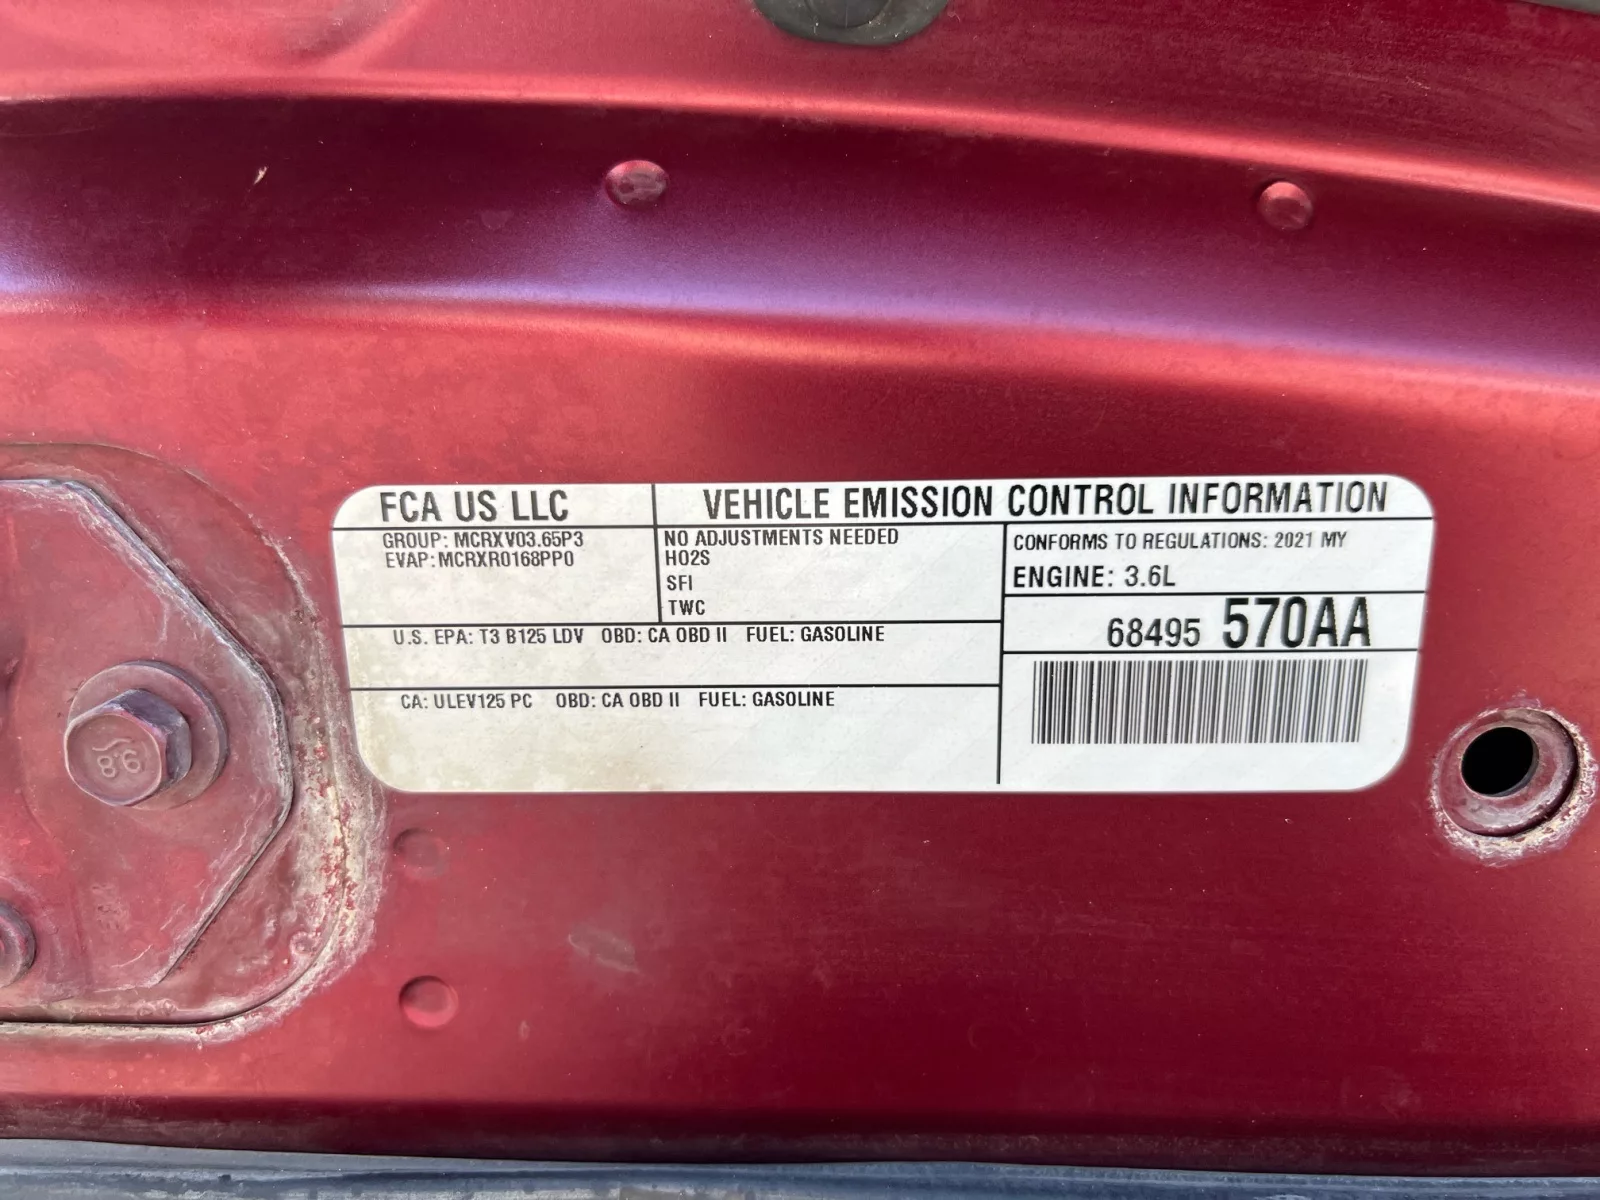 FCA US LLC
VEHICLE EMISSION CONTROL INFORMATION
GROUP: MCRXV03.65P3
EVAP: MCRXR0168PP0
NO ADJUSTMENTS NEEDED
HO2S
SFI
TWC
CONFORMS TO REGULATIONS: 2021 MY
ENGINE: 3.6L
68495 570AA
U.S. EPA: T3 B125 LDV OBD: CA OBD II FUEL: GASOLINE
CA: ULEV125 PC OBD: CA OBD II FUEL: GASOLINE
9.8